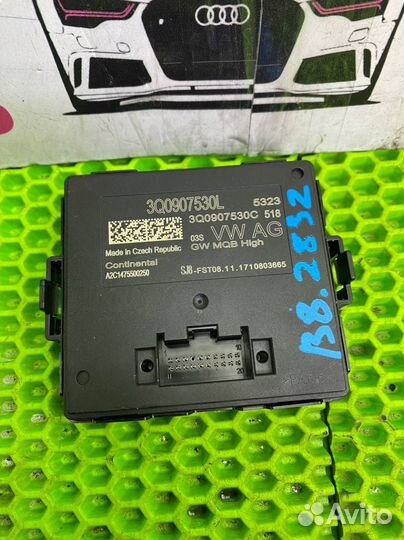 3Q0907530L 5323
3Q0907530C 518
03S VW AG
GW MQB High
Made in Czech Republic
Continental
A2C1475500250
SJB-FST08.11.1710803665
B8.2832
Avito